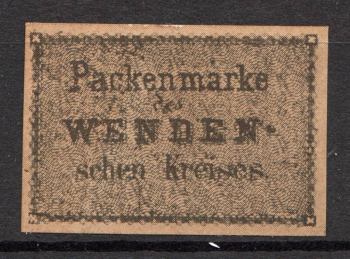 Packenmarke
des
WENDEN-
schen Kreises.